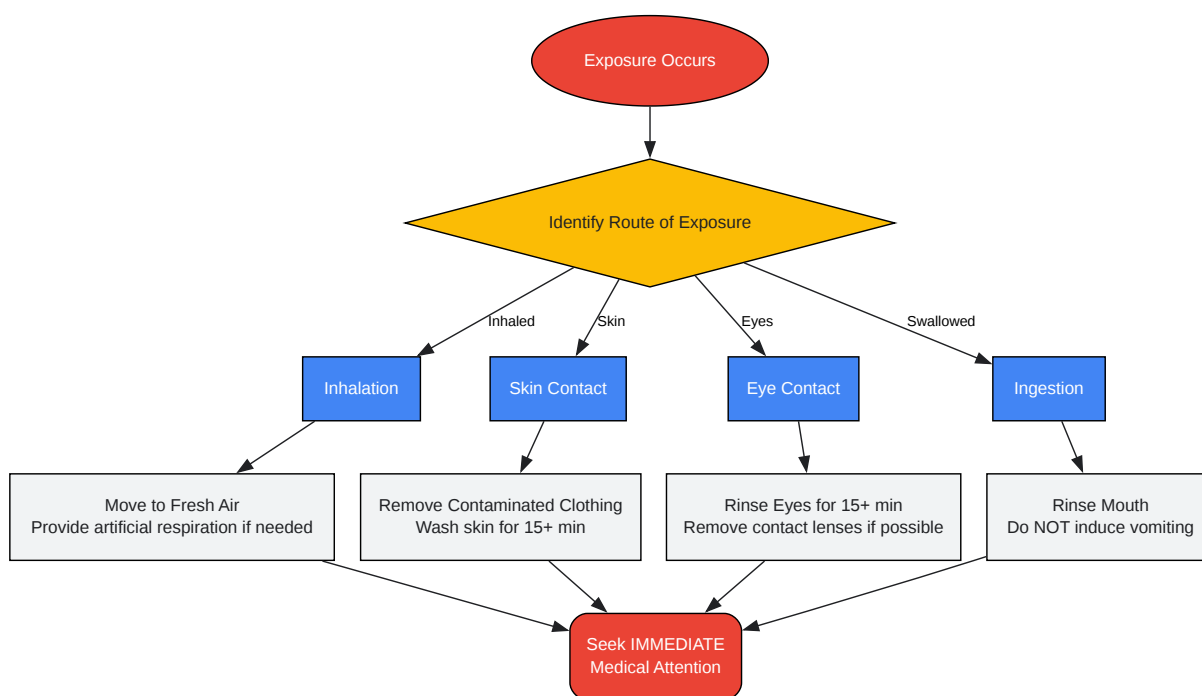 Exposure Occurs
Identify Route of Exposure
Inhaled
Skin
Eyes
Swallowed
Inhalation
Skin Contact
Eye Contact
Ingestion
Move to Fresh Air
Provide artificial respiration if needed
Remove Contaminated Clothing
Wash skin for 15+ min
Rinse Eyes for 15+ min
Remove contact lenses if possible
Rinse Mouth
Do NOT induce vomiting
Seek IMMEDIATE
Medical Attention